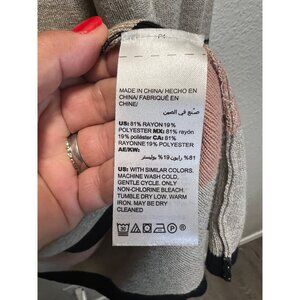 MADE IN CHINA/ HECHO EN
CHINA/ FABRIQUÉ EN
CHINE/
صنع في الصين
US: 81% RAYON 19%
POLYESTER MX: 81% rayón
19% poliéster CA: 81%
RAYONNE 19% POLYESTER
AE/KW:
81% رايون 19% بوليستر
US: WITH SIMILAR COLORS.
MACHINE WASH COLD,
GENTLE CYCLE. ONLY
NON-CHLORINE BLEACH.
TUMBLE DRY LOW. WARM
IRON. MAY BE DRY
CLEANED